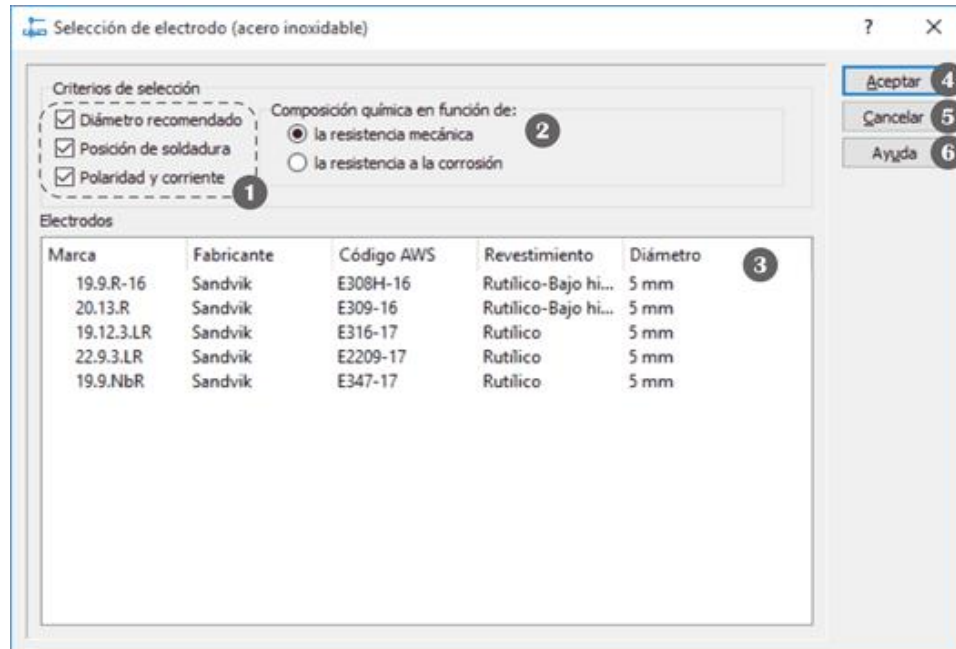 Selección de electrodo (acero inoxidable) ?
Criterios de selección
Diámetro recomendado
Posición de soldadura
Polaridad y corriente
1
Composición química en función de:
la resistencia mecánica
la resistencia a la corrosión
2
Aceptar 4
Cancelar 5
Ayuda 6
Electrodos
Marca Fabricante Código AWS Revestimiento Diámetro
3
19.9.R-16 Sandvik E308H-16 Rutílico-Bajo hi... 5 mm
20.13.R Sandvik E309-16 Rutílico-Bajo hi... 5 mm
19.12.3.LR Sandvik E316-17 Rutílico 5 mm
22.9.3.LR Sandvik E2209-17 Rutílico 5 mm
19.9.NbR Sandvik E347-17 Rutílico 5 mm